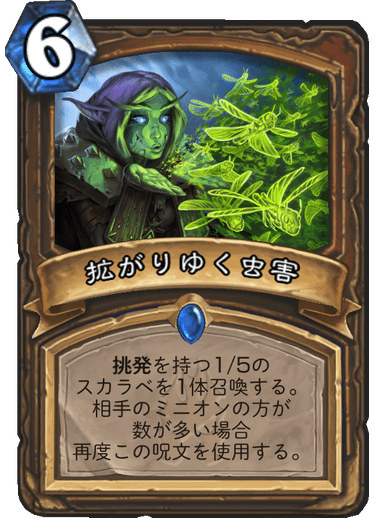 6
拡がりゆく虫害
挑発を持つ1/5の
スカラベを1体召喚する。
相手のミニオンの方が
数が多い場合
再度この呪文を使用する。